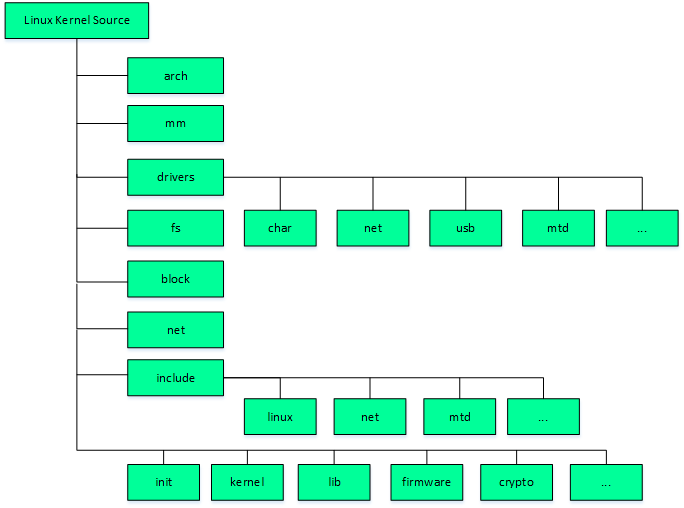 Linux Kernel Source
arch
mm
drivers
char
net
usb
mtd
...
fs
block
net
include
linux
net
mtd
...
init
kernel
lib
firmware
crypto
...